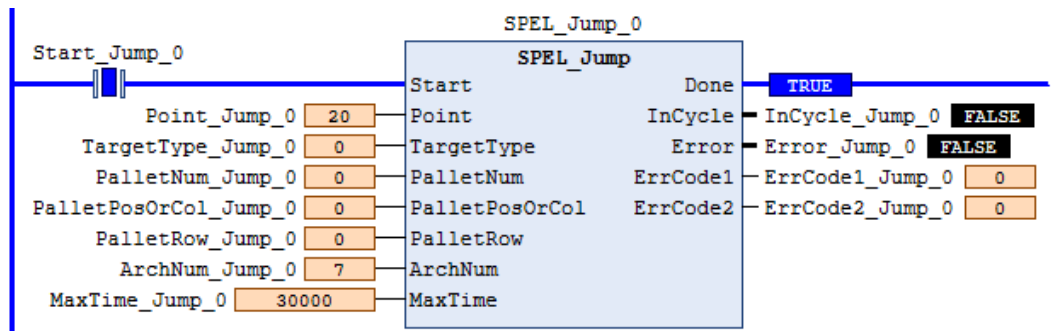 SPEL_Jump_0
Start_Jump_0 SPEL_Jump
Start Done TRUE
Point_Jump_0 20 Point InCycle InCycle_Jump_0 FALSE
TargetType_Jump_0 0 TargetType Error Error_Jump_0 FALSE
PalletNum_Jump_0 0 PalletNum ErrCode1 ErrCode1_Jump_0 0
PalletPosOrCol_Jump_0 0 PalletPosOrCol ErrCode2 ErrCode2_Jump_0 0
PalletRow_Jump_0 0 PalletRow
ArchNum_Jump_0 7 ArchNum
MaxTime_Jump_0 30000 MaxTime